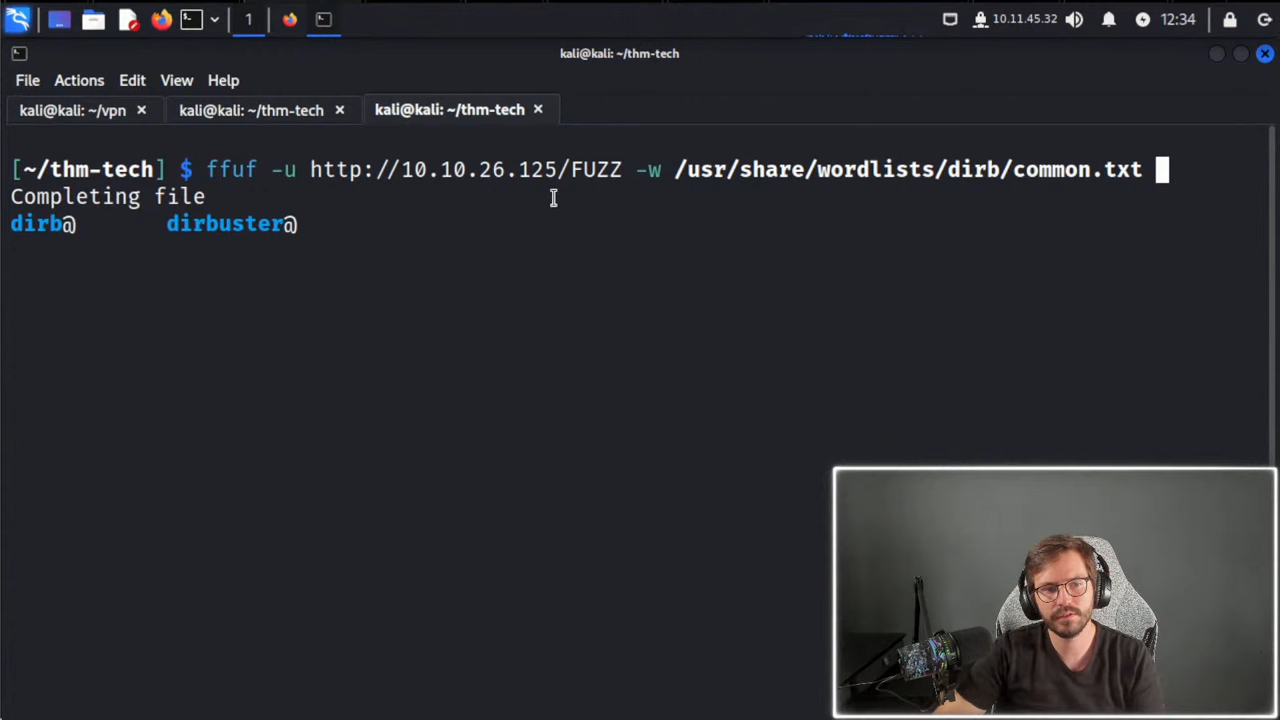 1
10.11.45.32
12:34
kali@kali: ~/thm-tech
File Actions Edit View Help
kali@kali: ~/vpn kali@kali: ~/thm-tech kali@kali: ~/thm-tech
[~/thm-tech] $ ffuf -u http://10.10.26.125/FUZZ -w /usr/share/wordlists/dirb/common.txt
Completing file
dirb@ dirbuster@